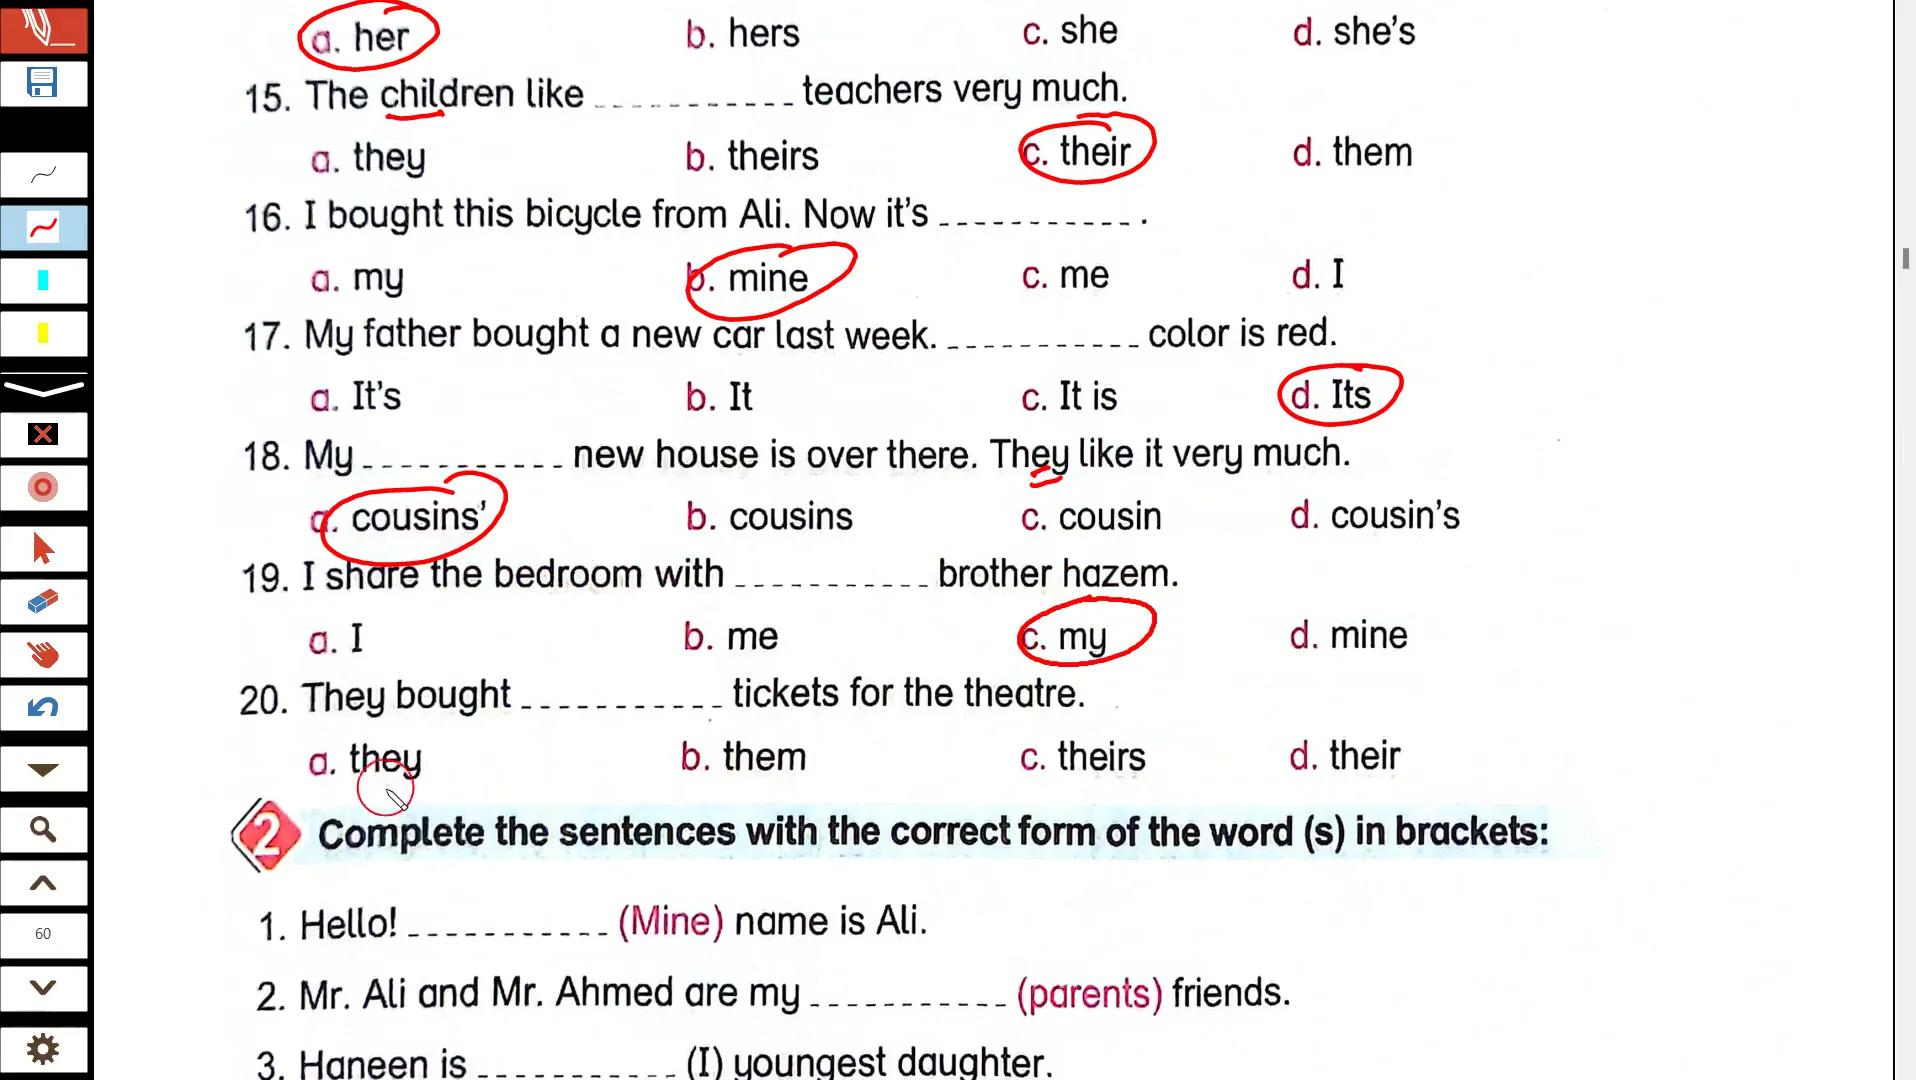 a. her b. hers c. she d. she's
15. The children like ___________ teachers very much.
a. they b. theirs c. their d. them
16. I bought this bicycle from Ali. Now it's ___________ .
a. my b. mine c. me d. I
17. My father bought a new car last week. ___________ color is red.
a. It's b. It c. It is d. Its
18. My ___________ new house is over there. They like it very much.
a. cousins' b. cousins c. cousin d. cousin's
19. I share the bedroom with ___________ brother hazem.
a. I b. me c. my d. mine
20. They bought ___________ tickets for the theatre.
a. they b. them c. theirs d. their
2 Complete the sentences with the correct form of the word (s) in brackets:
1. Hello! ___________ (Mine) name is Ali.
2. Mr. Ali and Mr. Ahmed are my ___________ (parents) friends.
3. Haneen is ___________ (I) youngest daughter.
60